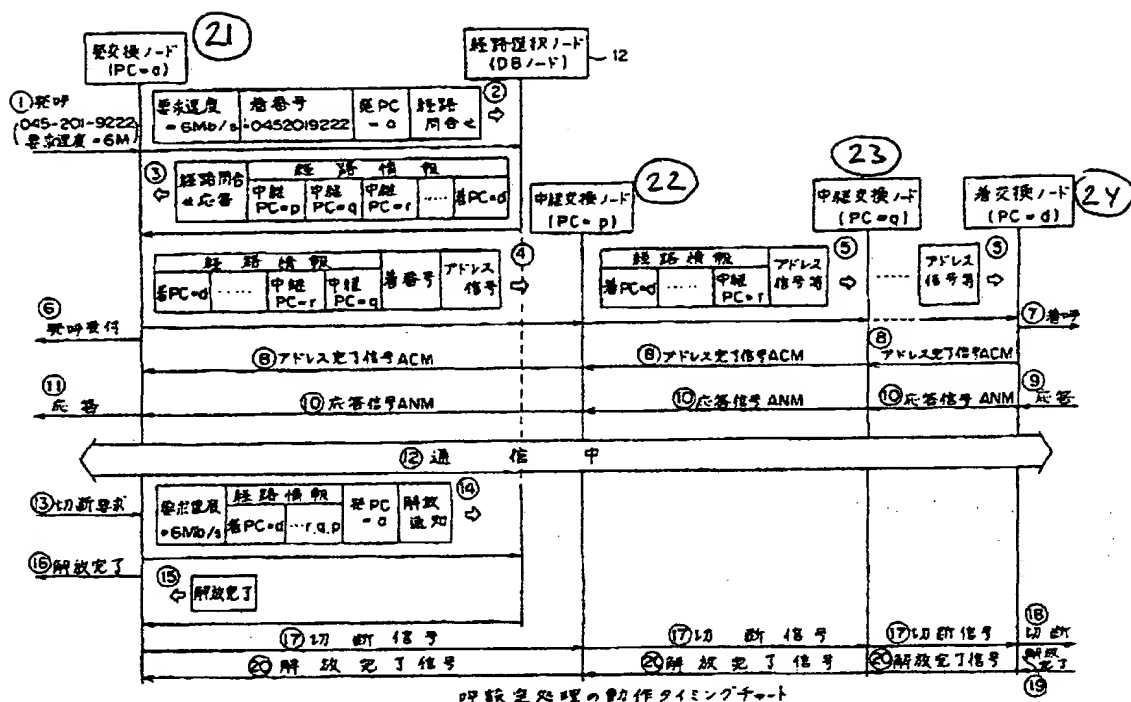 発交換ノード
(PC=a)
21
経路選択ノード
(DBノード)
12
①発呼
(045-201-9222
要求速度=6M)
要求速度
=6Mb/s
着番号
=0452019222
発PC
=a
経路
問合せ
②
③
経路問合
せ応答
経路情報
中継
PC=p
中継
PC=q
中継
PC=r
……
着PC=d
22
中継交換ノード
(PC=p)
23
中継交換ノード
(PC=q)
着交換ノード
(PC=d)
24
経路情報
着PC=d
……
中継
PC=r
中継
PC=q
着番号
アドレス
信号
④
経路情報
着PC=d
……
中継
PC=r
アドレス
信号等
⑤
……
アドレス
信号等
⑤
⑥
発呼受付
⑦着呼
⑧アドレス完了信号ACM
⑧アドレス完了信号ACM
⑧
アドレス完了信号ACM
⑪
応答
⑩応答信号ANM
⑩応答信号ANM
⑩応答信号ANM
⑨
応答
⑫通信中
⑬切断要求
要求速度
=6Mb/s
経路情報
着PC=d
…r.q.p
発PC
=a
解放
通知
⑭
⑯解放完了
⑮
解放完了
⑰切断信号
⑰切断信号
⑰切断信号
⑱
切断
⑳解放完了信号
⑳解放完了信号
⑳解放完了信号
解放
完了
⑲
呼設定処理の動作タイミングチャート